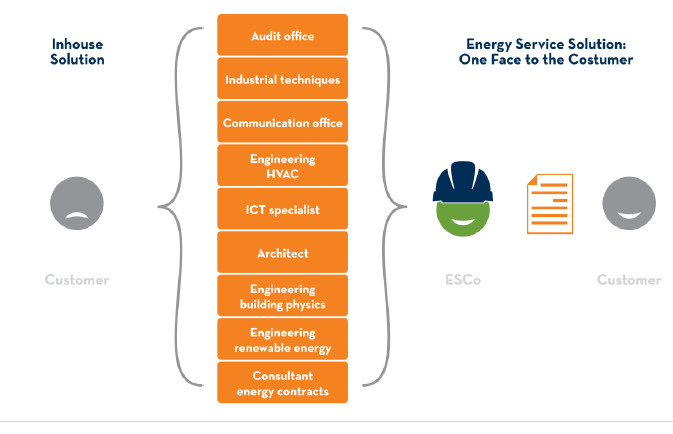 Inhouse
Solution
Audit office
Industrial techniques
Communication office
Engineering
HVAC
ICT specialist
Architect
Engineering
building physics
Engineering
renewable energy
Consultant
energy contracts
Energy Service Solution:
One Face to the Costumer
Customer
ESCo
Customer